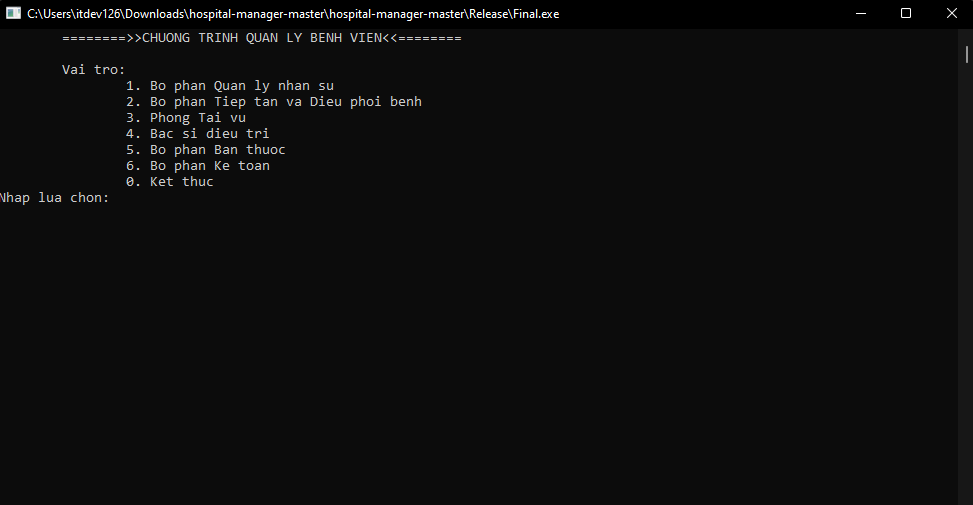 C:\Users\itdev126\Downloads\hospital-manager-master\hospital-manager-master\Release\Final.exe
========>>CHUONG TRINH QUAN LY BENH VIEN<<========
Vai tro:
1. Bo phan Quan ly nhan su
2. Bo phan Tiep tan va Dieu phoi benh
3. Phong Tai vu
4. Bac si dieu tri
5. Bo phan Ban thuoc
6. Bo phan Ke toan
0. Ket thuc
Nhap lua chon: